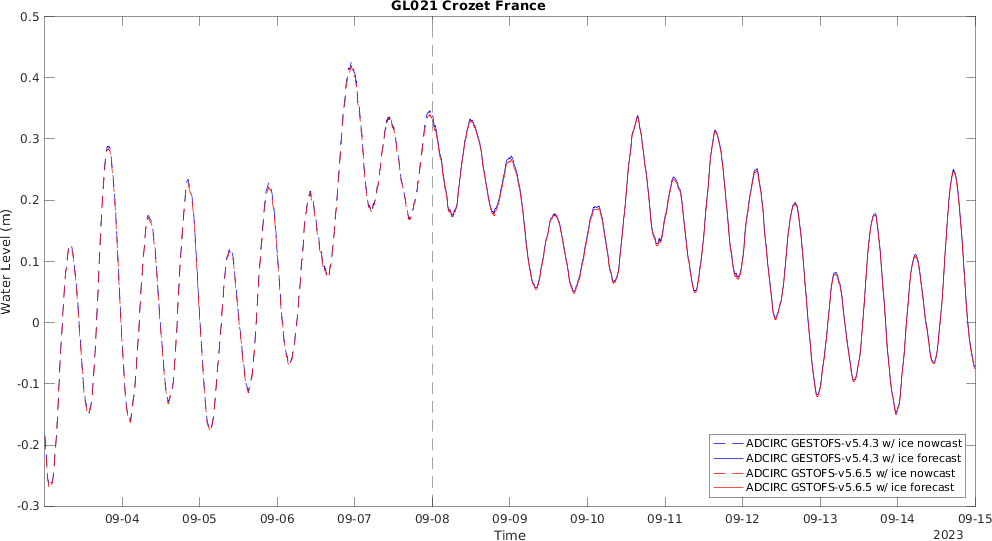 GL021 Crozet France
0.5
0.4
0.3
0.2
0.1
0
-0.1
-0.2
-0.3
Water Level (m)
09-04 09-05 09-06 09-07 09-08 09-09 09-10 09-11 09-12 09-13 09-14 09-15
Time
2023
ADCIRC GESTOFS-v5.4.3 w/ ice nowcast
ADCIRC GESTOFS-v5.4.3 w/ ice forecast
ADCIRC GSTOFS-v5.6.5 w/ ice nowcast
ADCIRC GSTOFS-v5.6.5 w/ ice forecast